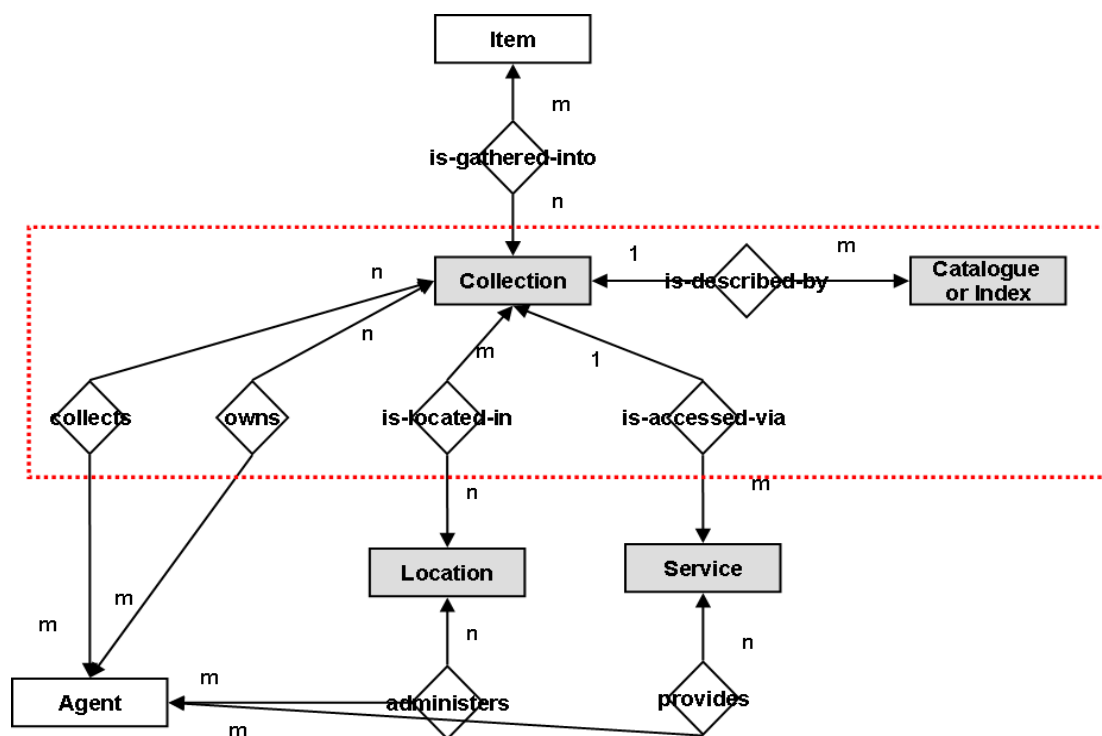 Item
m
is-gathered-into
n
1
m
n
Collection
is-described-by
Catalogue
or Index
n
m
1
collects
owns
is-located-in
is-accessed-via
n
m
Location
Service
m
m
n
n
m
Agent
administers
provides
m